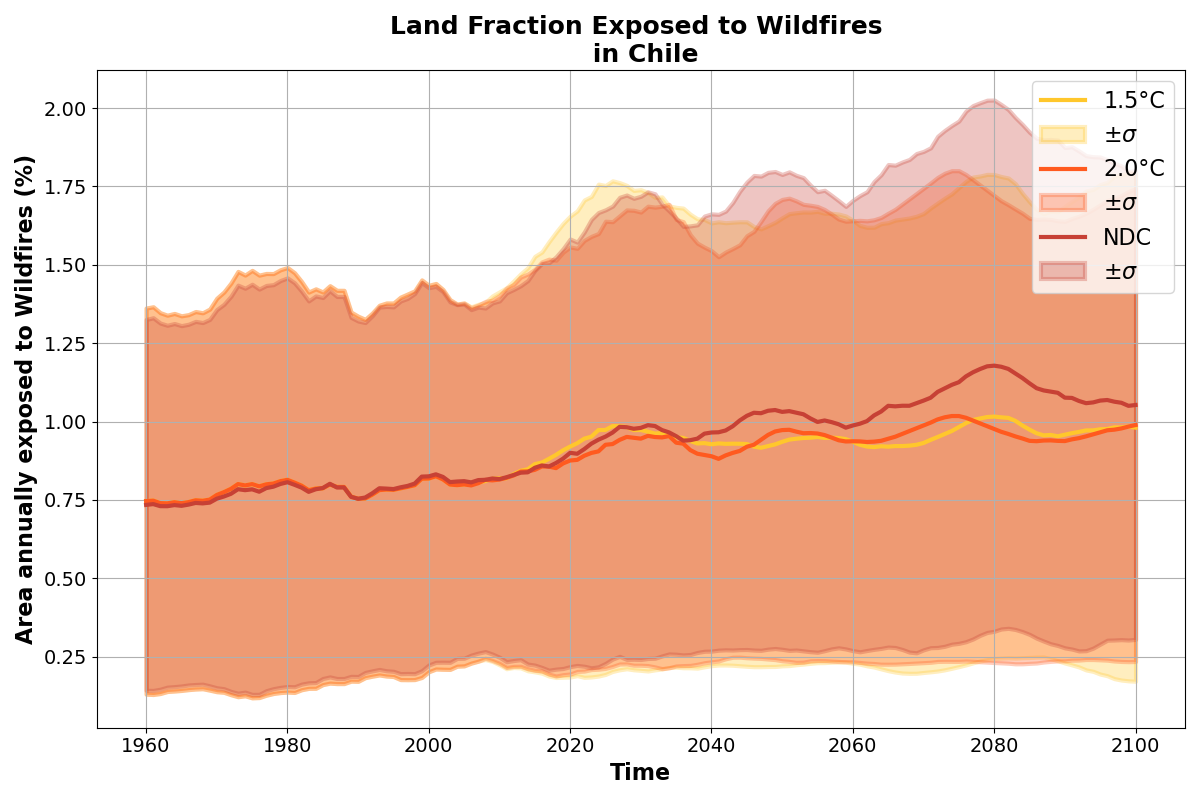 Land Fraction Exposed to Wildfires
in Chile
Area annually exposed to Wildfires (%)
2.00
1.75
1.50
1.25
1.00
0.75
0.50
0.25
1960
1980
2000
2020
2040
2060
2080
2100
Time
1.5°C
±σ
2.0°C
±σ
NDC
±σ